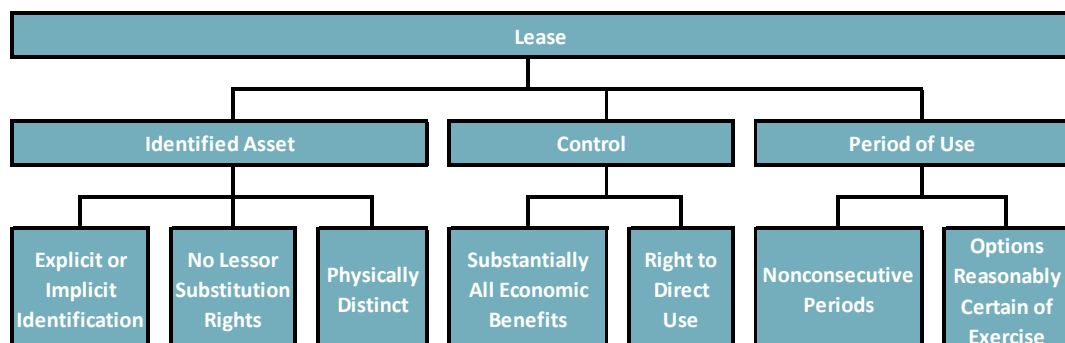 Lease
Identified Asset
Control
Period of Use
Explicit or
Implicit
Identification
No Lessor
Substitution
Rights
Physically
Distinct
Substantially
All Economic
Benefits
Right to
Direct
Use
Nonconsecutive
Periods
Options
Reasonably
Certain of
Exercise